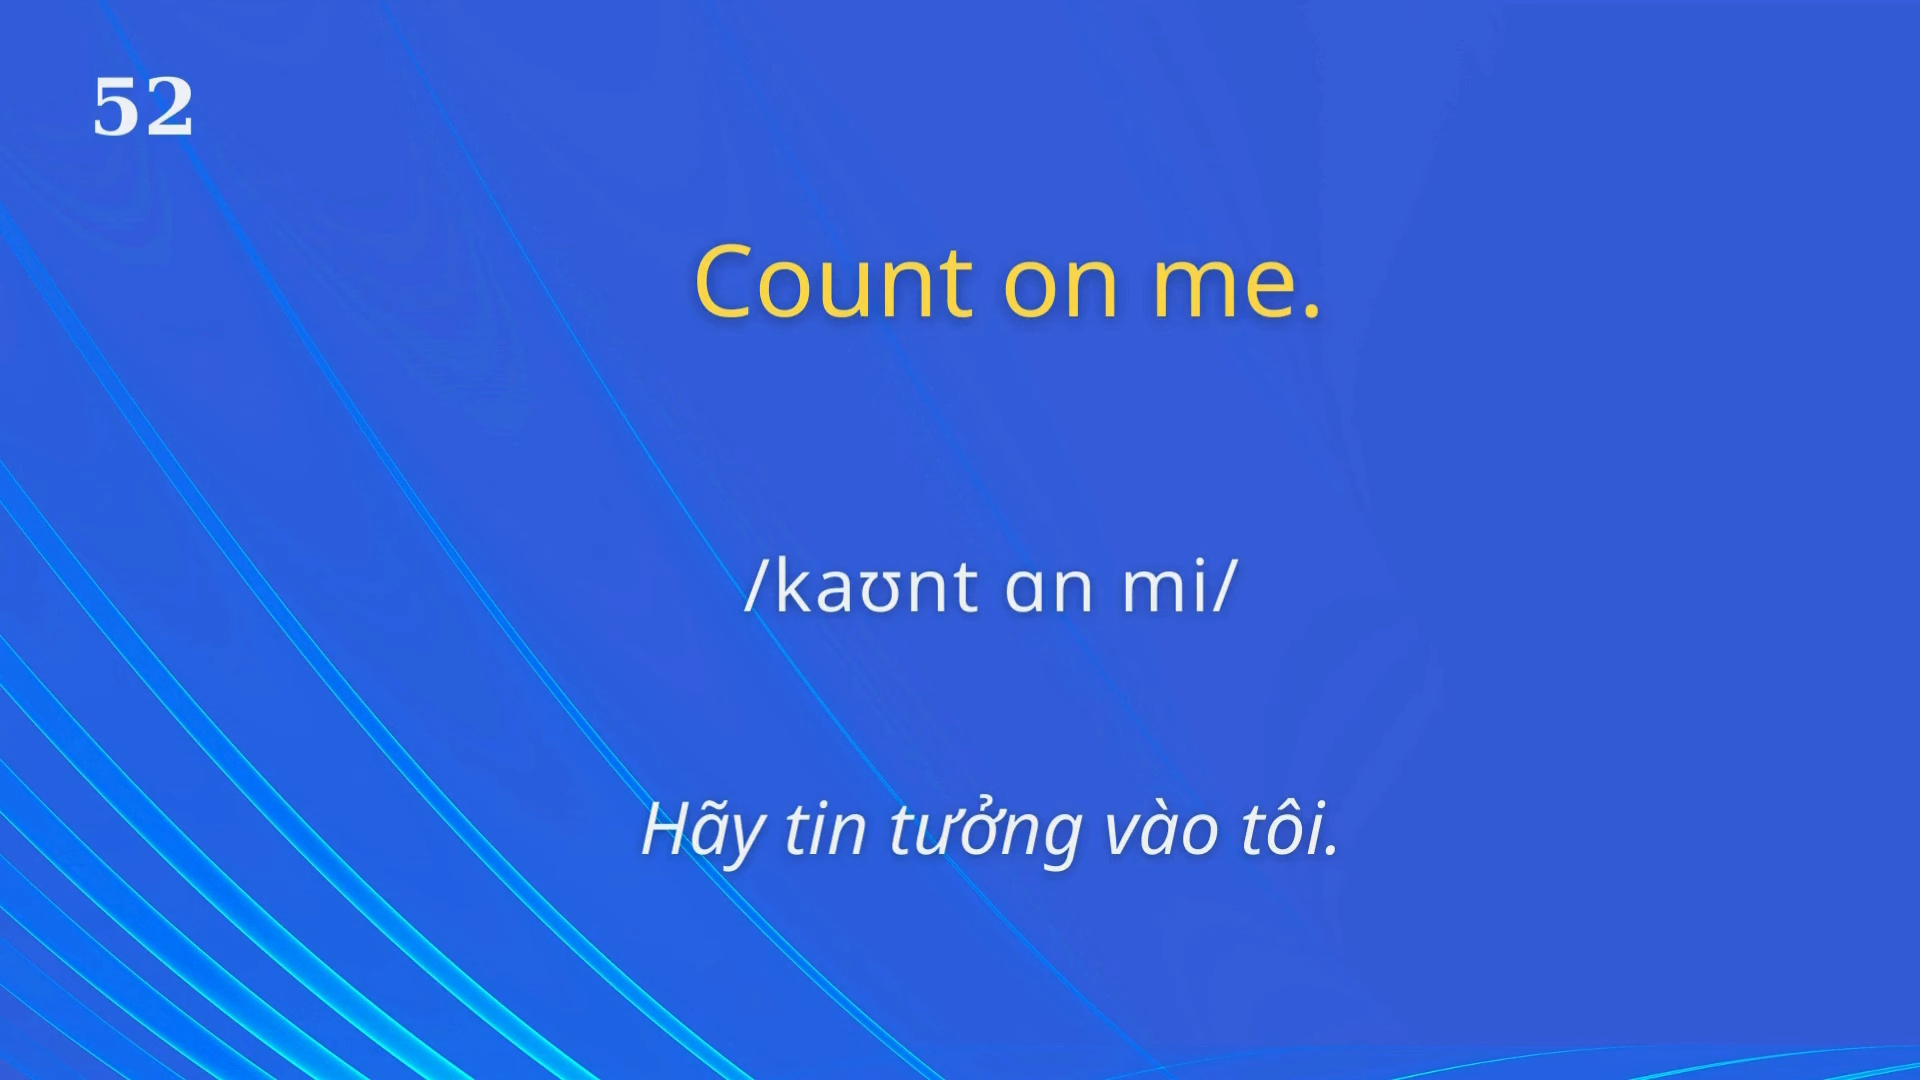 52
Count on me.
/kaʊnt ɑn mi/
Hãy tin tưởng vào tôi.